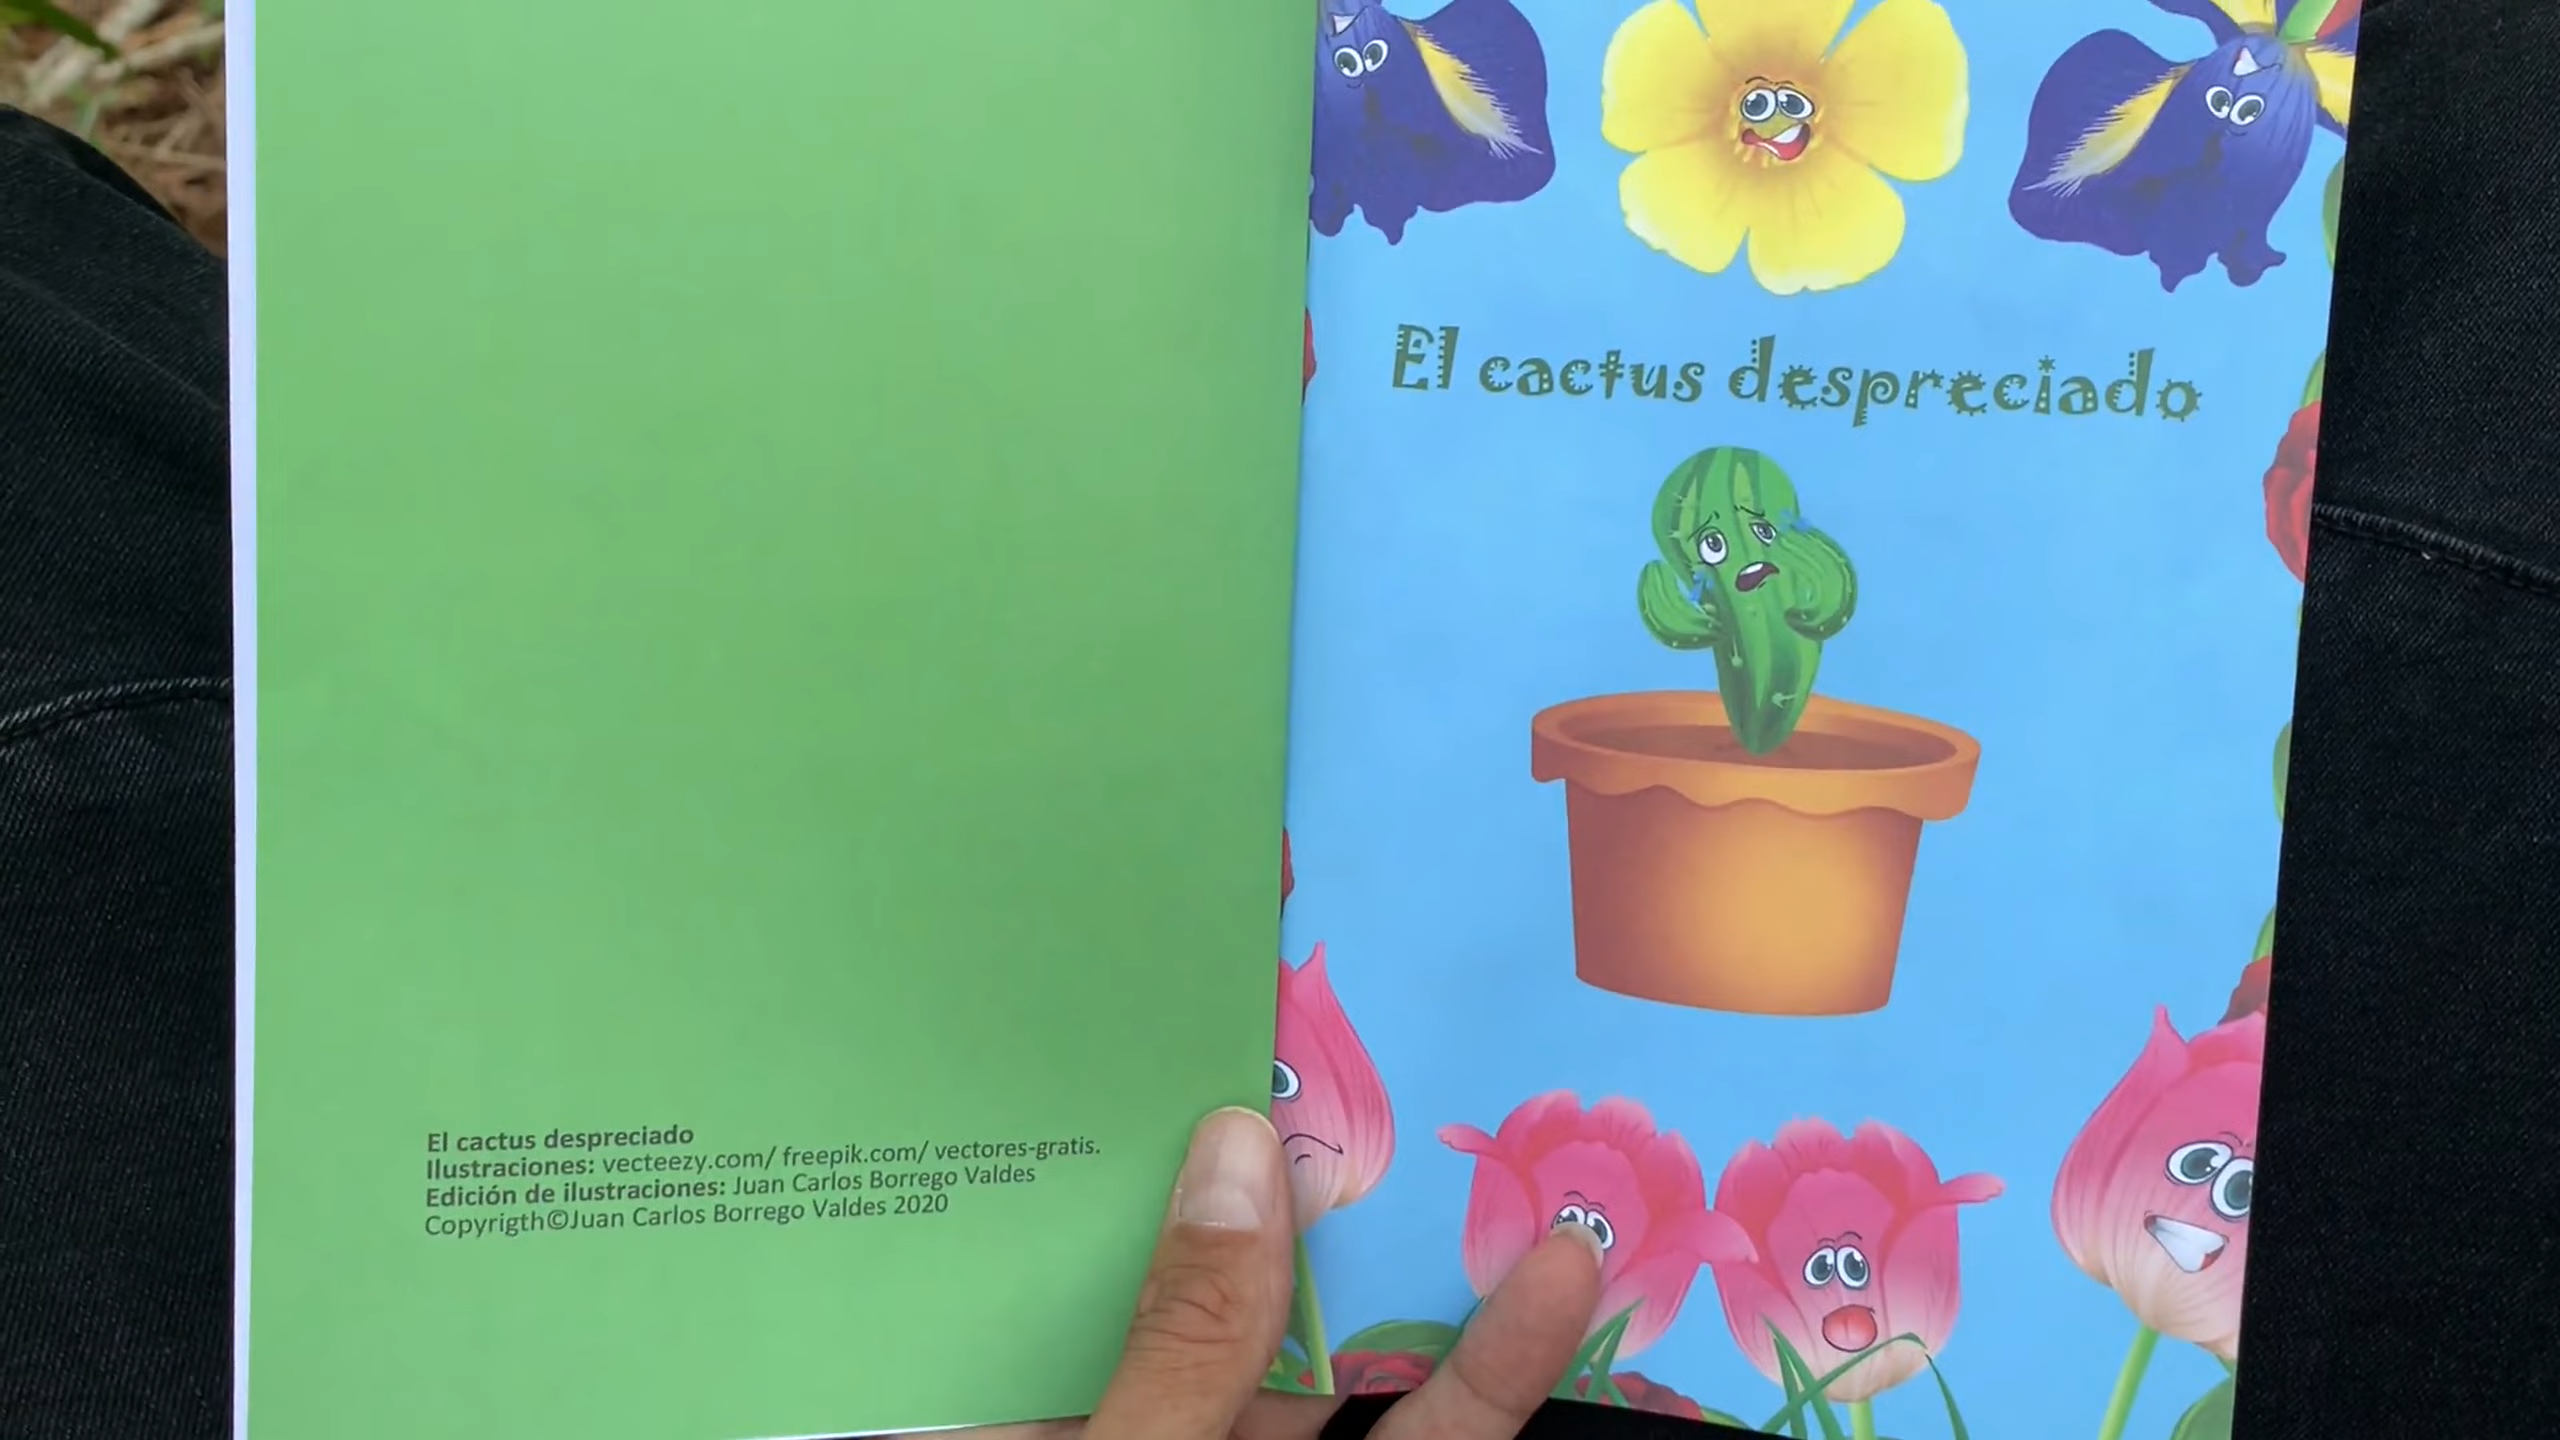 El cactus despreciado
Ilustraciones: vecteezy.com/ freepik.com/ vectores-gratis.
Edición de ilustraciones: Juan Carlos Borrego Valdes
Copyrigth©Juan Carlos Borrego Valdes 2020
El cactus despreciado